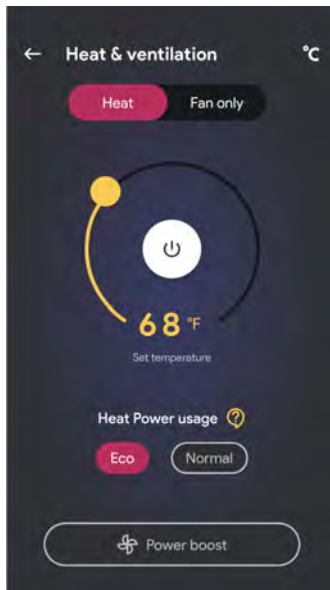 Heat & ventilation °C
Heat Fan only
68 °F
Set temperature
Heat Power usage ?
Eco Normal
Power boost